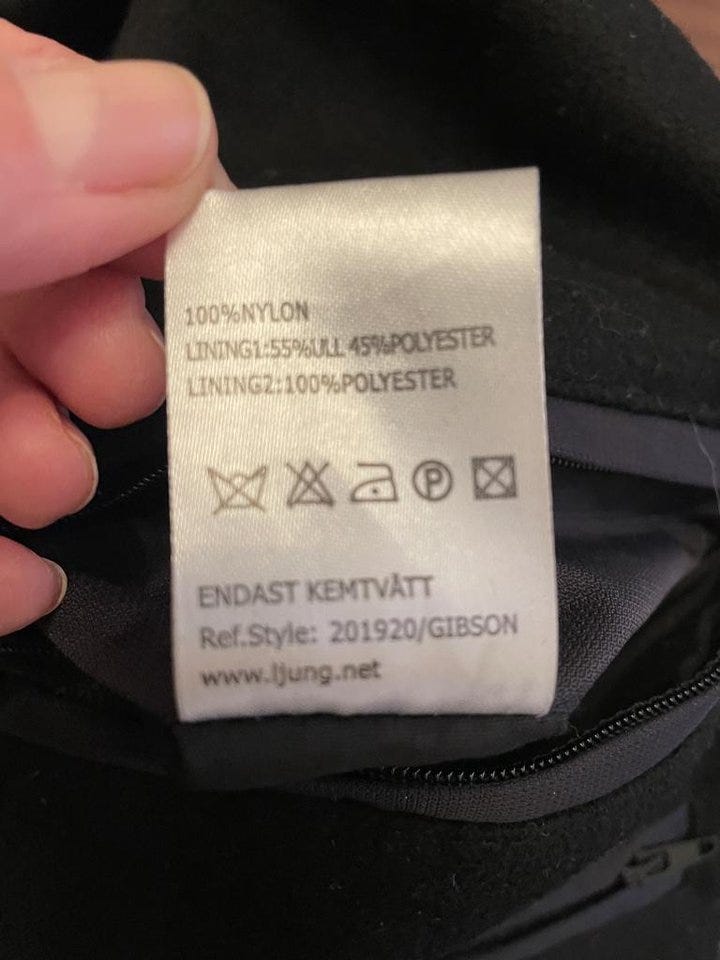 100%NYLON
LINING1:55%ULL 45%POLYESTER
LINING2:100%POLYESTER
P
ENDAST KEMTVÄTT
Ref.Style: 201920/GIBSON
www.ljung.net